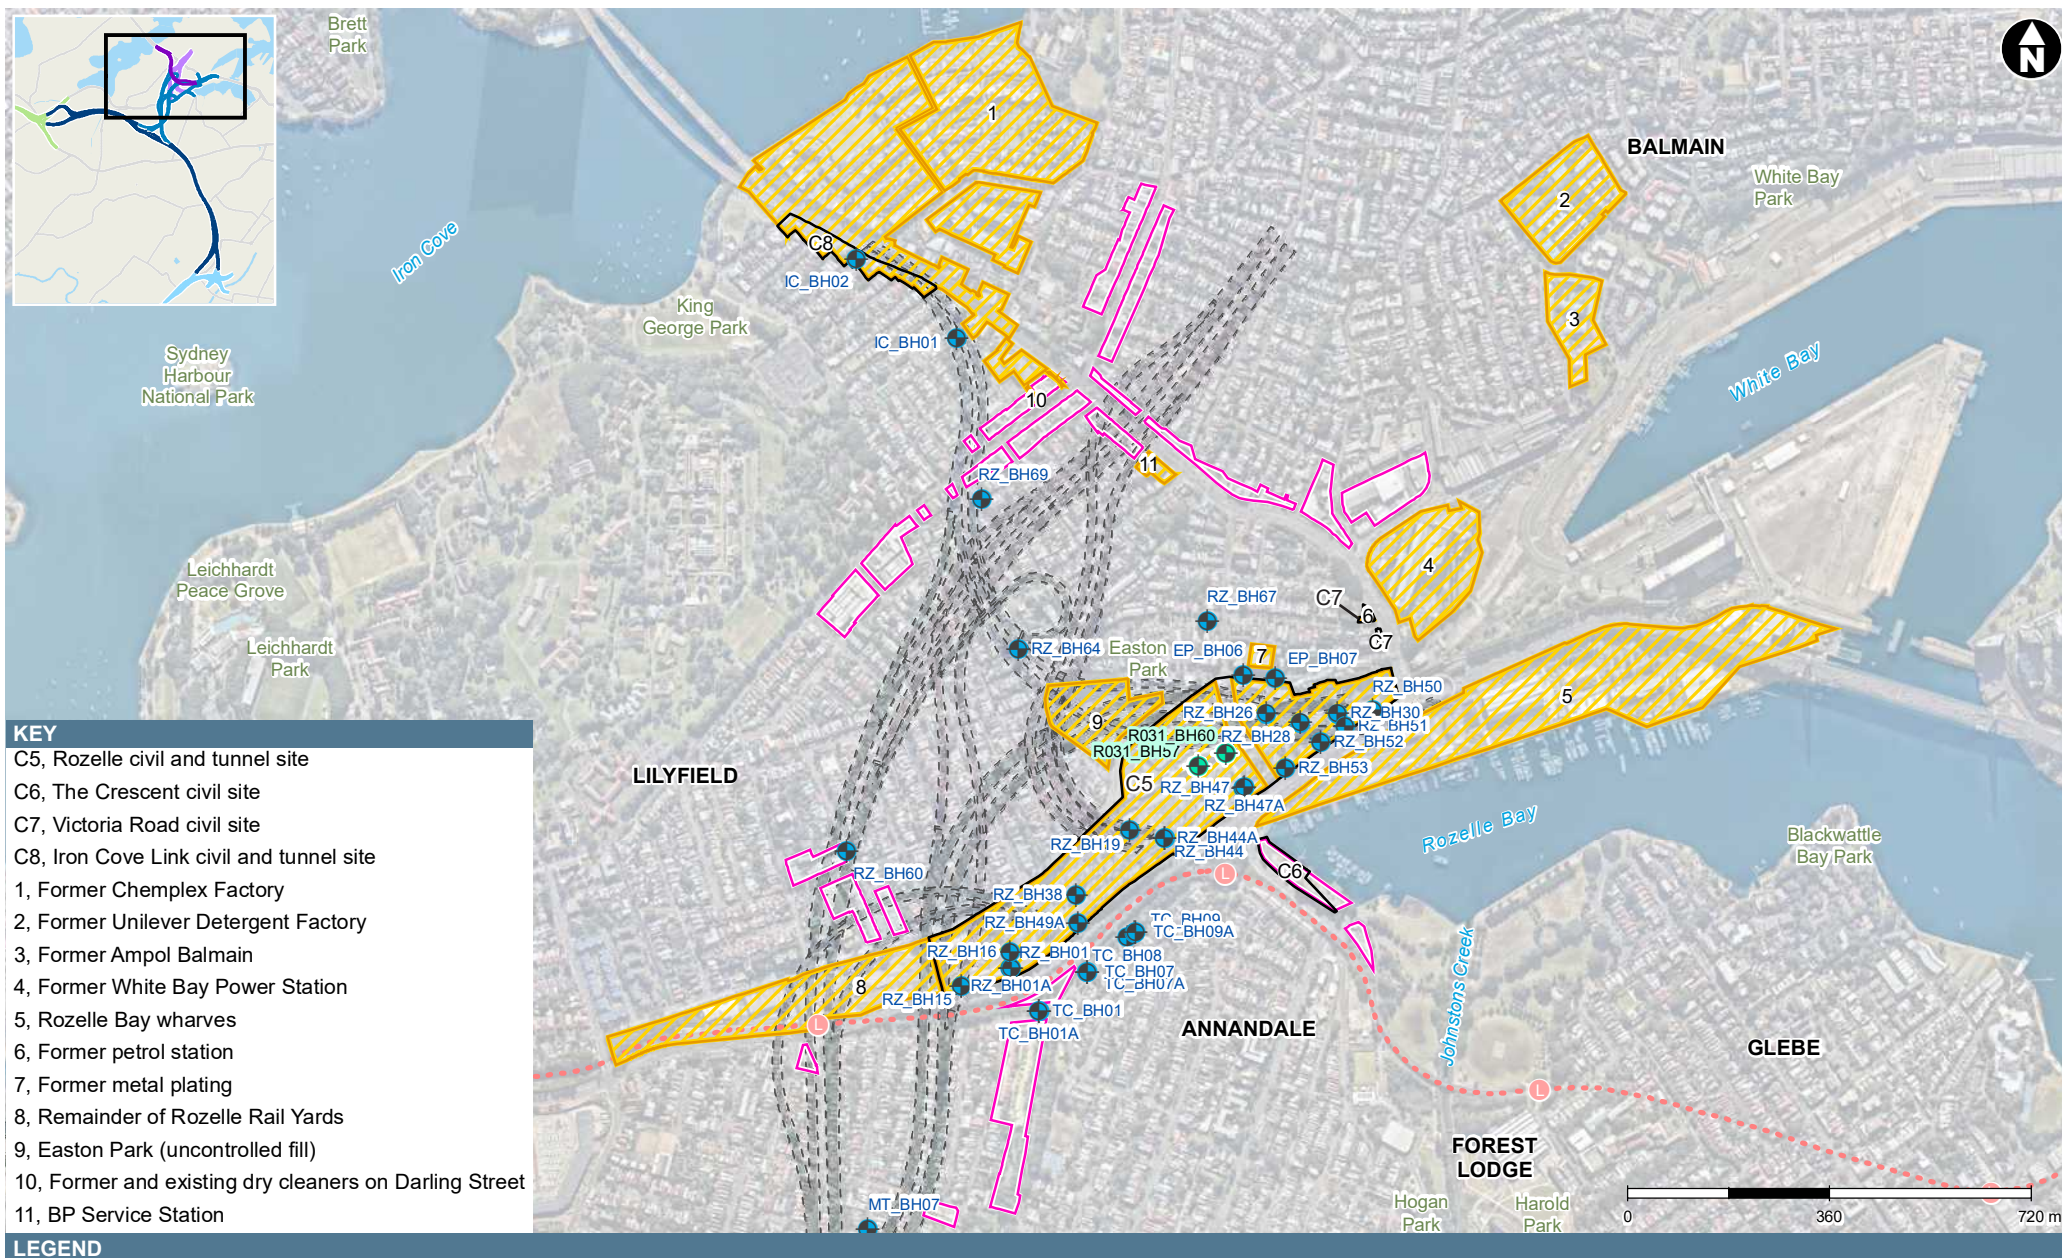 Brett
Park
N
BALMAIN
White Bay
Park
1
2
C8
Iron Cove
IC_BH02
King
George Park
3
IC_BH01
White Bay
Sydney
Harbour
National Park
10
11
RZ_BH69
4
Leichhardt
Peace Grove
C7
6
RZ_BH67
C7
Leichhardt
Park
RZ_BH64
Easton
Park
EP_BH06
7
EP_BH07
RZ_BH50
5
9
RZ_BH26
RZ_BH30
RZ_BH51
R031_BH60
RZ_BH28
RZ_BH52
R031_BH57
RZ_BH53
LILYFIELD
C5
RZ_BH47
RZ_BH47A
Rozelle Bay
Blackwattle
Bay Park
RZ_BH19
RZ_BH44A
RZ_BH44
L
C6
RZ_BH60
RZ_BH38
RZ_BH49A
TC_BH09
TC_BH09A
RZ_BH16
RZ_BH01
TC_BH08
TC_BH07
TC_BH07A
8
RZ_BH01A
RZ_BH15
Johnstons Creek
L
TC_BH01
TC_BH01A
ANNANDALE
GLEBE
L
FOREST
LODGE
MT_BH07
Hogan
Park
Harold
Park
L
0 360 720 m
KEY
C5, Rozelle civil and tunnel site
C6, The Crescent civil site
C7, Victoria Road civil site
C8, Iron Cove Link civil and tunnel site
1, Former Chemplex Factory
2, Former Unilever Detergent Factory
3, Former Ampol Balmain
4, Former White Bay Power Station
5, Rozelle Bay wharves
6, Former petrol station
7, Former metal plating
8, Remainder of Rozelle Rail Yards
9, Easton Park (uncontrolled fill)
10, Former and existing dry cleaners on Darling Street
11, BP Service Station
LEGEND